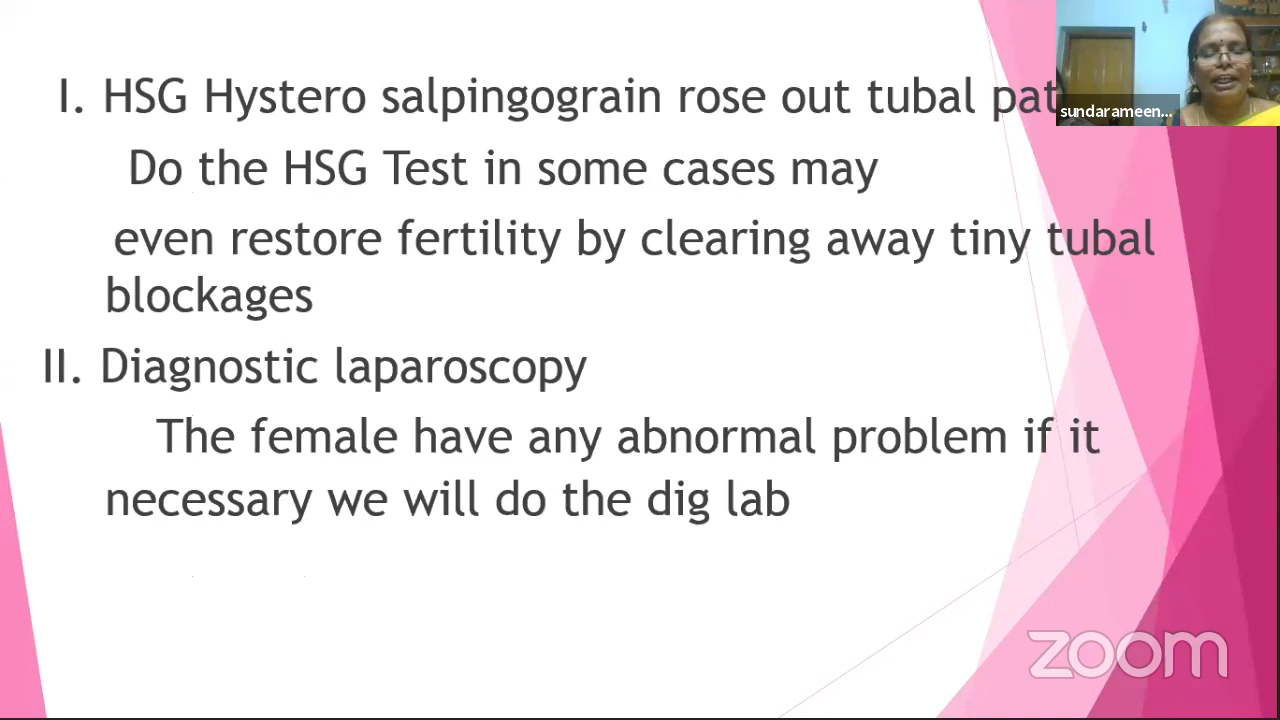 I. HSG Hystero salpingograin rose out tubal pat
sundarameen...
Do the HSG Test in some cases may
even restore fertility by clearing away tiny tubal
blockages
II. Diagnostic laparoscopy
The female have any abnormal problem if it
necessary we will do the dig lab
zoom